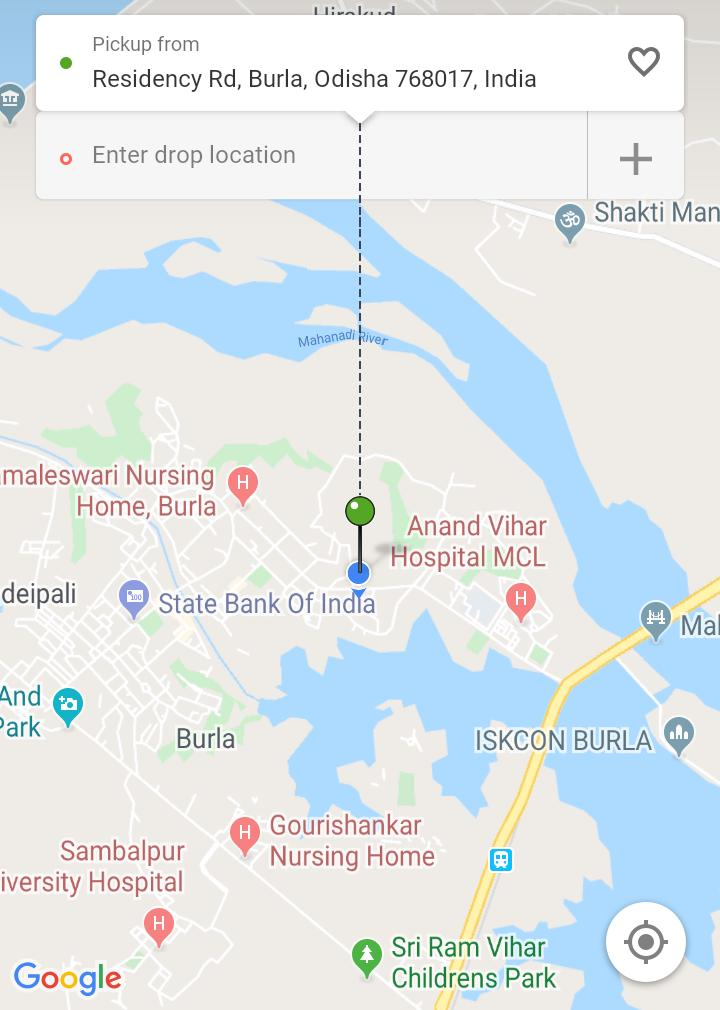 Hirakud
Pickup from
Residency Rd, Burla, Odisha 768017, India
Enter drop location
Shakti Man
Mahanadi River
maleswari Nursing
Home, Burla
Anand Vihar
Hospital MCL
deipali
State Bank Of India
100
Mal
And
Park
Burla
ISKCON BURLA
Gourishankar
Nursing Home
Sambalpur
iversity Hospital
Sri Ram Vihar
Childrens Park
Google